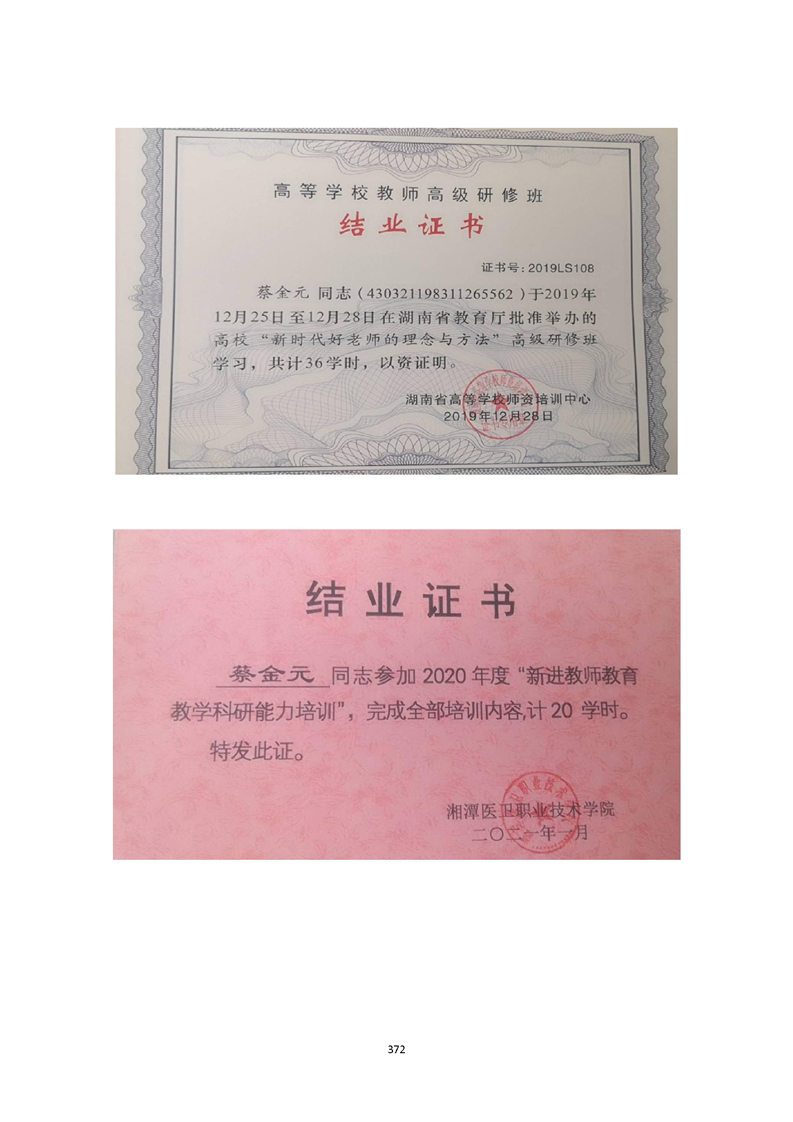 高等学校教师高级研修班
结业证书
证书号:2019LS108
蔡金元 同志(430321198311265562)于2019年
12月25日至12月28日在湖南省教育厅批准举办的
高校“新时代好老师的理念与方法”高级研修班
学习,共计36学时,以资证明。
湖南省高等学校师资培训中心
2019年12月28日
结业证书
蔡金元 同志参加 2020 年度“新进教师教育
教学科研能力培训”,完成全部培训内容,计 20 学时。
特发此证。
湘潭医卫职业技术学院
二〇二一年一月
372